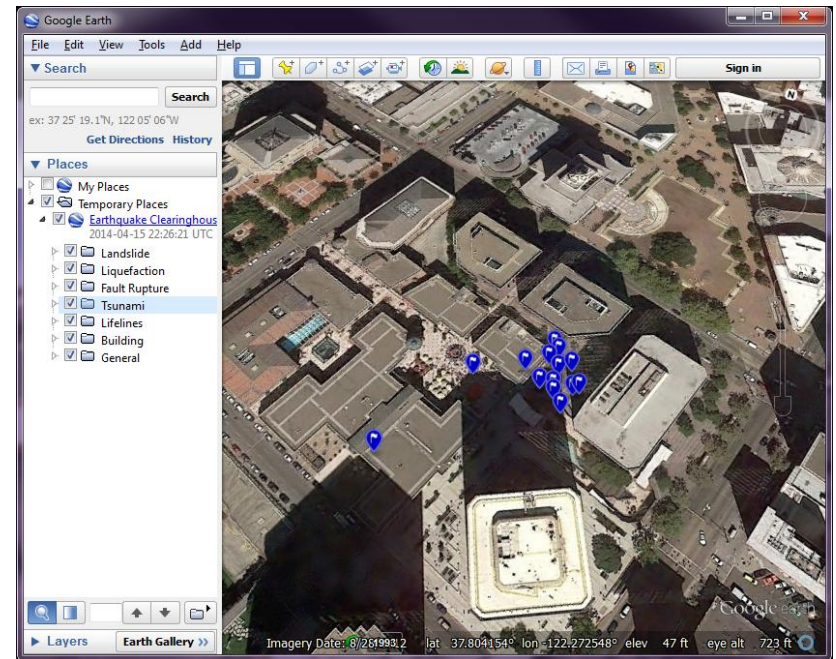 Google Earth
File Edit View Tools Add Help
Search
Sign in
Search
ex: 37 25' 19.1"N, 122 05' 06"W
Get Directions History
Places
My Places
Temporary Places
Earthquake Clearinghous
2014-04-15 22:26:21 UTC
Landslide
Liquefaction
Fault Rupture
Tsunami
Lifelines
Building
General
N
Google earth
Layers
Earth Gallery >>
Imagery Date: lat 37.804154° lon -122.272548° elev 47 ft eye alt 723 ft
1993